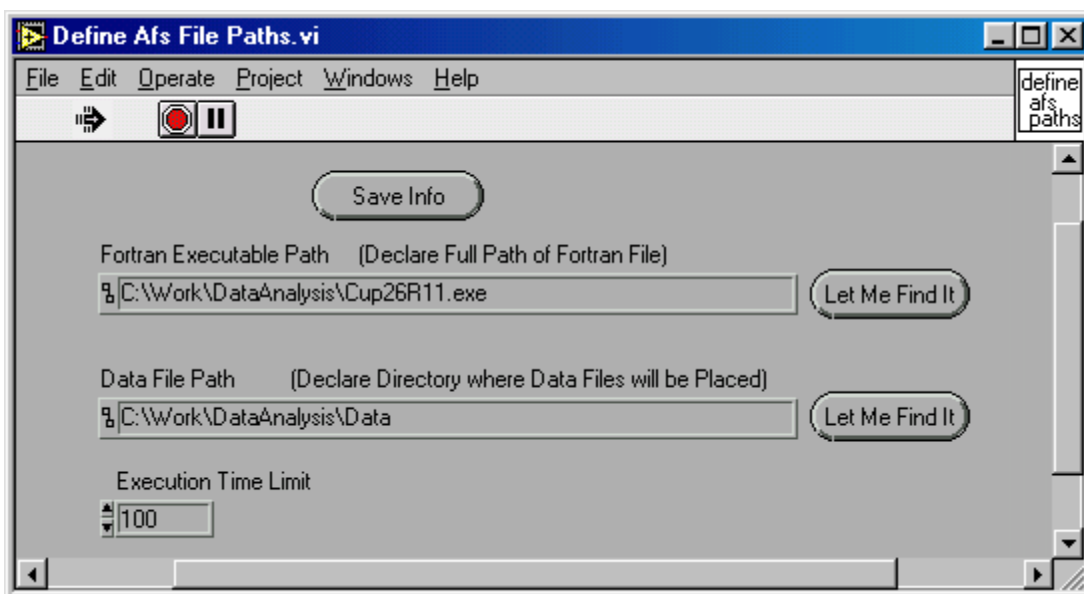 Define Afs File Paths.vi
File Edit Operate Project Windows Help
define
afs
paths
Save Info
Fortran Executable Path (Declare Full Path of Fortran File)
C:\Work\DataAnalysis\Cup26R11.exe
Let Me Find It
Data File Path (Declare Directory where Data Files will be Placed)
C:\Work\DataAnalysis\Data
Let Me Find It
Execution Time Limit
100